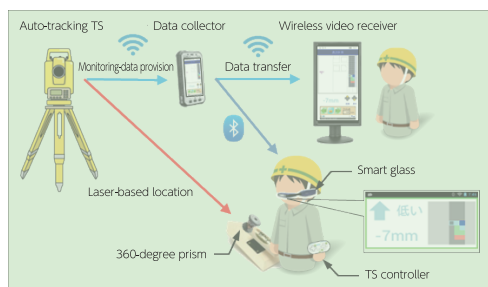 Auto-tracking TS
Data collector
Wireless video receiver
Monitoring-data provision
Data transfer
Laser-based location
Smart glass
低い
-7mm
360-degree prism
TS controller